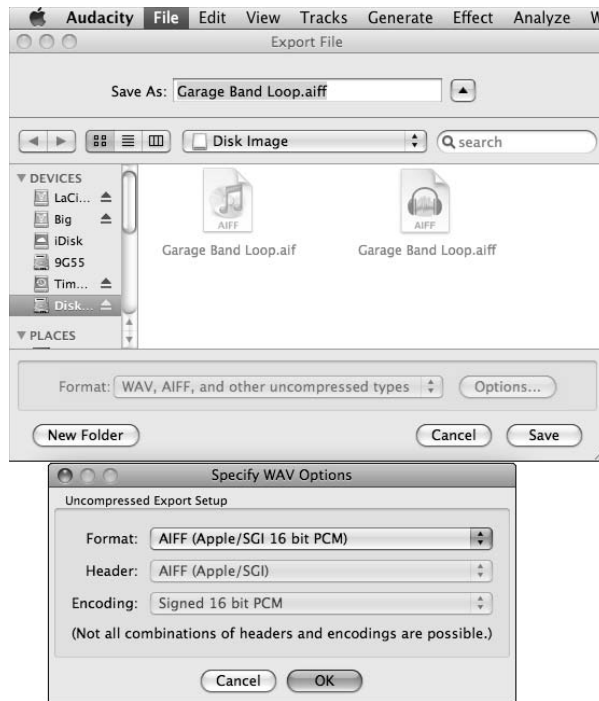 Audacity File Edit View Tracks Generate Effect Analyze
Export File
Save As: Garage Band Loop.aiff
Disk Image
search
DEVICES
LaCi...
Big
iDisk
9G55
Tim...
Disk...
PLACES
AIFF
Garage Band Loop.aif
AIFF
Garage Band Loop.aiff
Format: WAV, AIFF, and other uncompressed types Options...
New Folder Cancel Save
Specify WAV Options
Uncompressed Export Setup
Format: AIFF (Apple/SGI 16 bit PCM)
Header: AIFF (Apple/SGI)
Encoding: Signed 16 bit PCM
(Not all combinations of headers and encodings are possible.)
Cancel OK